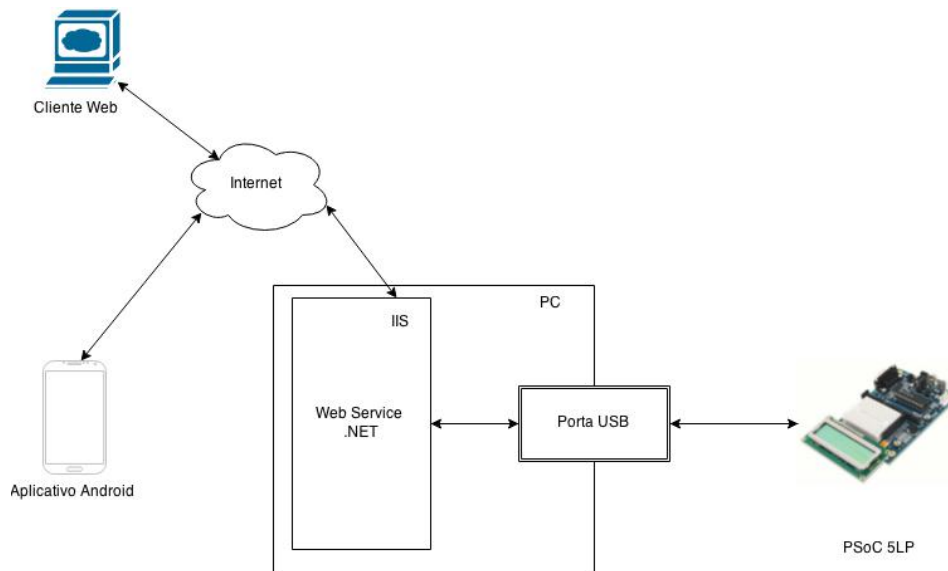 Cliente Web
Internet
PC
IIS
Web Service
.NET
Porta USB
Aplicativo Android
PSoC 5LP